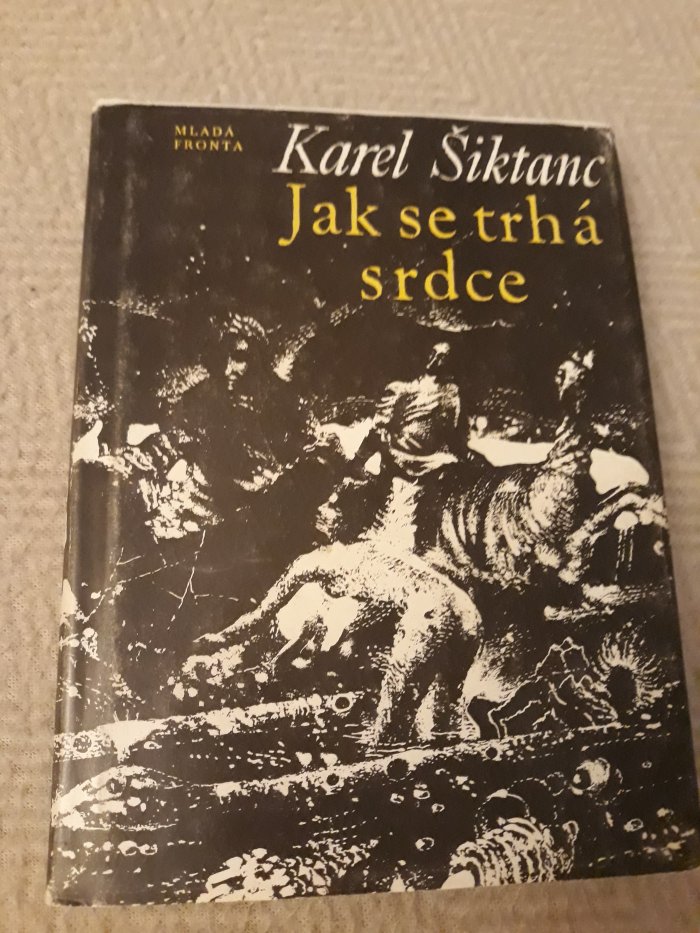 MLADÁ
FRONTA
Karel Šiktanc
Jak se trhá
srdce